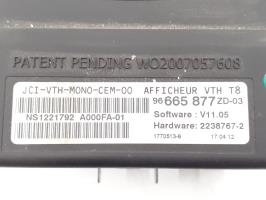 PATENT PENDING WO2007057608
JCI-VTH-MONO-CEM-00 AFFICHEUR VTH T8
96 665 877 ZD-03
Software : V11.05
NS1221792 A000FA-01 Hardware: 2238767-2
1770513-6 17.04.12